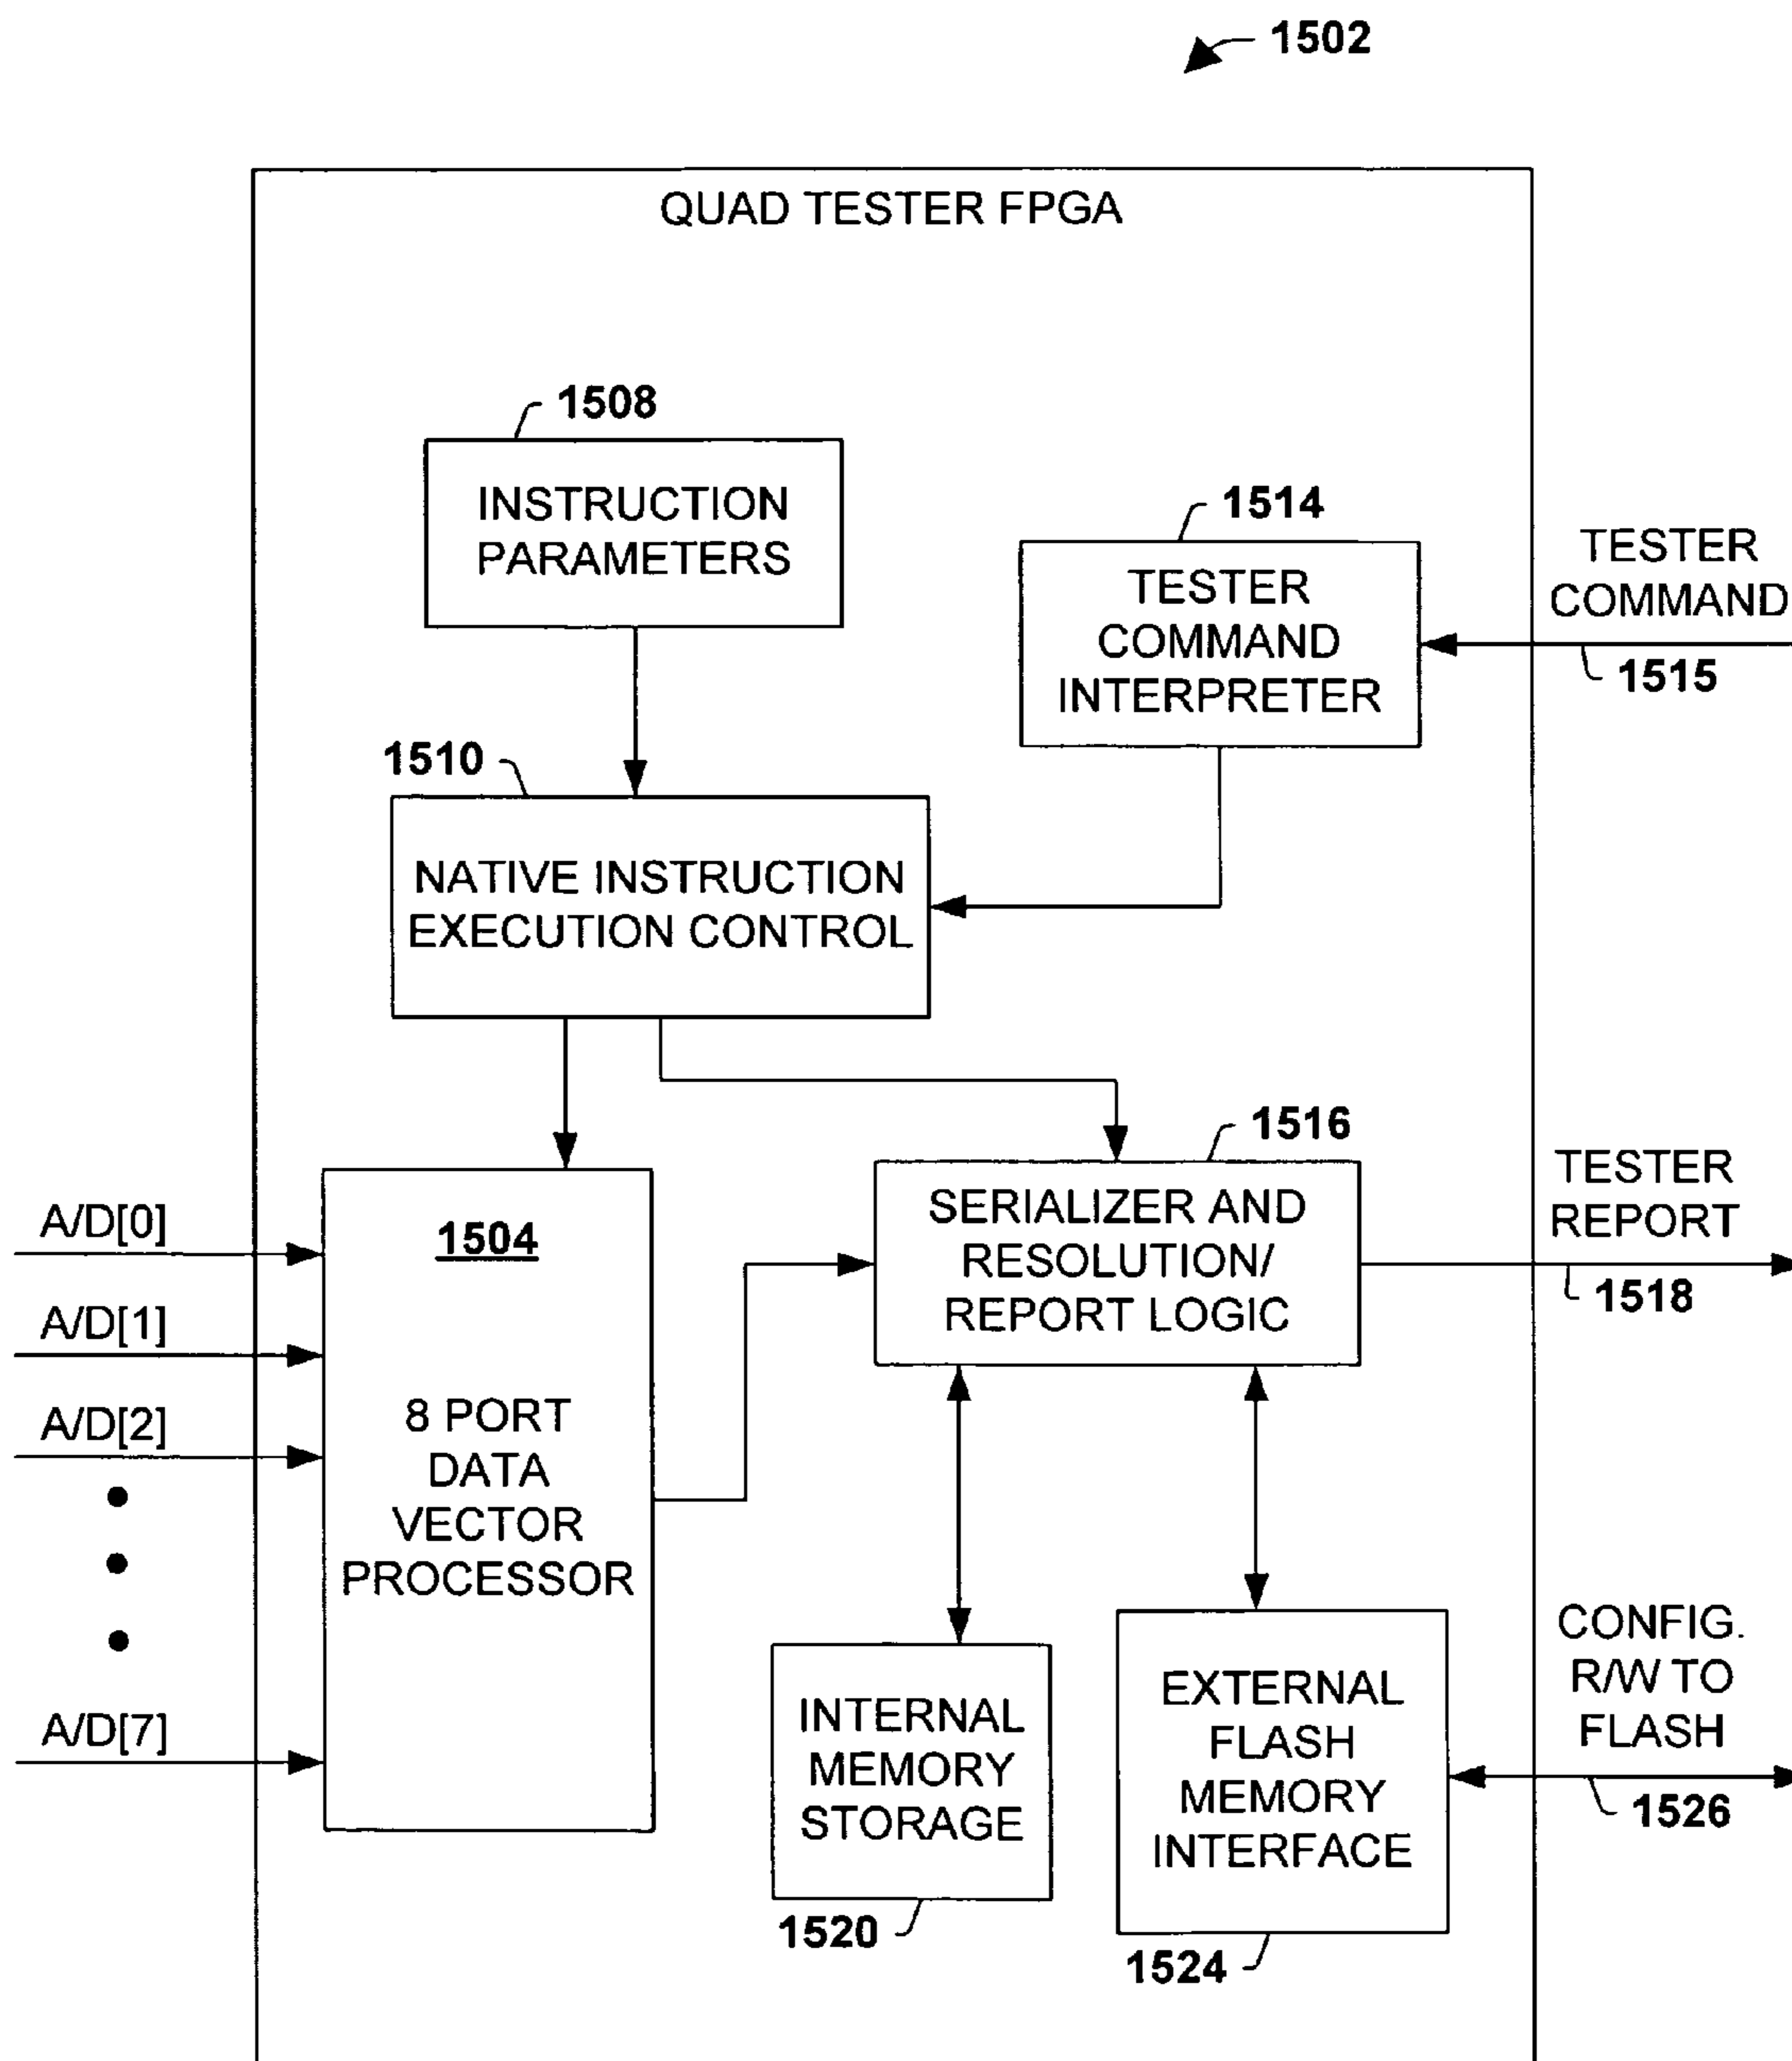 1502
QUAD TESTER FPGA
1508
INSTRUCTION
PARAMETERS
1514
TESTER
COMMAND
INTERPRETER
TESTER
COMMAND
1515
1510
NATIVE INSTRUCTION
EXECUTION CONTROL
1516
SERIALIZER AND
RESOLUTION/
REPORT LOGIC
TESTER
REPORT
1518
A/D[0]
A/D[1]
A/D[2]
A/D[7]
1504
8 PORT
DATA
VECTOR
PROCESSOR
INTERNAL
MEMORY
STORAGE
1520
EXTERNAL
FLASH
MEMORY
INTERFACE
1524
CONFIG.
R/W TO
FLASH
1526